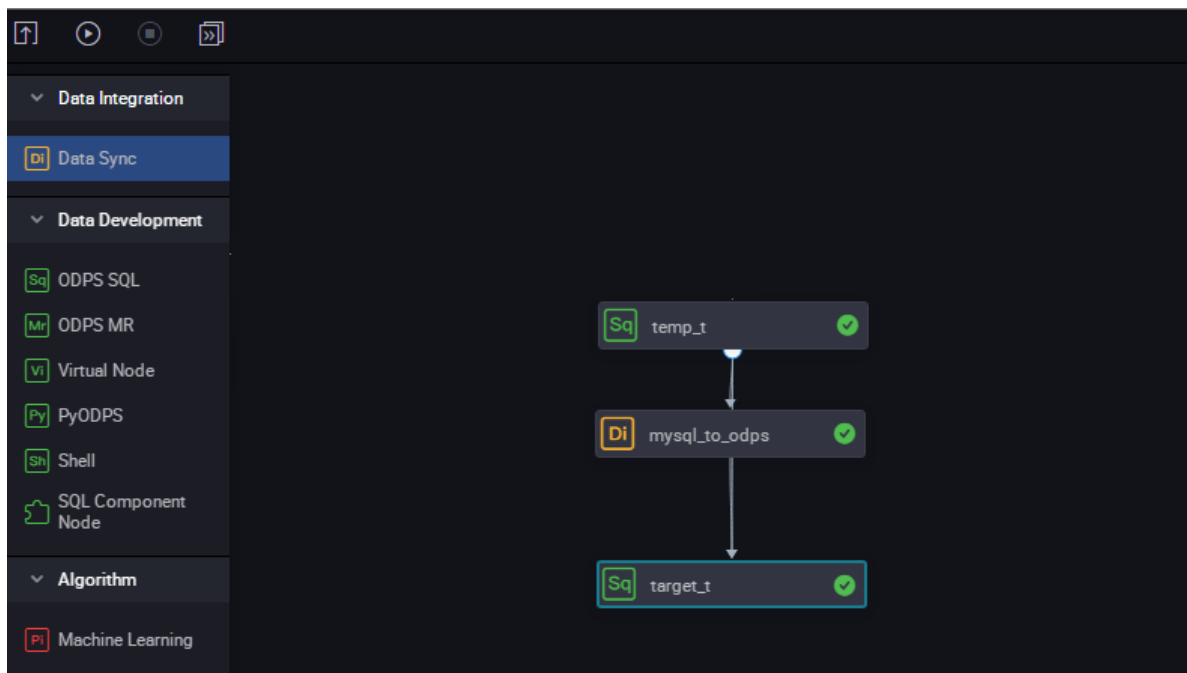 Data Integration
Di Data Sync
Data Development
Sq ODPS SQL
Mr ODPS MR
Vi Virtual Node
Py PyODPS
Sh Shell
SQL Component
Node
Algorithm
Pi Machine Learning
Sq temp_t
Di mysql_to_odps
Sq target_t